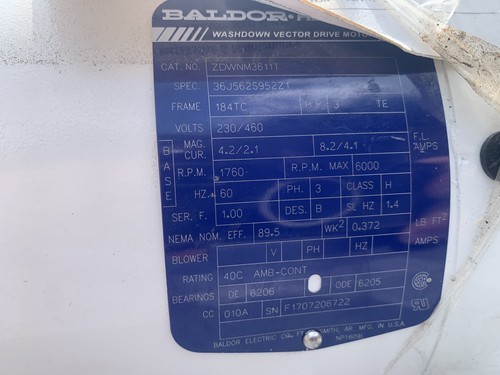 BALDOR
WASHDOWN VECTOR DRIVE MOTOR
CAT. NO. ZDWNM3611T
SPEC. 36J562S952Z1
FRAME 184TC H.P. 3 TE
VOLTS 230/460
BASE MAG. CUR. 4.2/2.1 8.2/4.1 F.L. AMPS
R.P.M. 1760 R.P.M. MAX 6000
HZ. 60 PH. 3 CLASS H
SER. F. 1.00 DES. B SL HZ 1.4
NEMA NOM. EFF. 89.5 WK2 0.372 LB FT2
BLOWER V PH HZ AMPS
RATING 40C AMB-CONT
BEARINGS DE 6206 ODE 6205
CC 010A SN F1707206722
BALDOR ELECTRIC CO. FT. SMITH, AR. MFG. IN U.S.A.